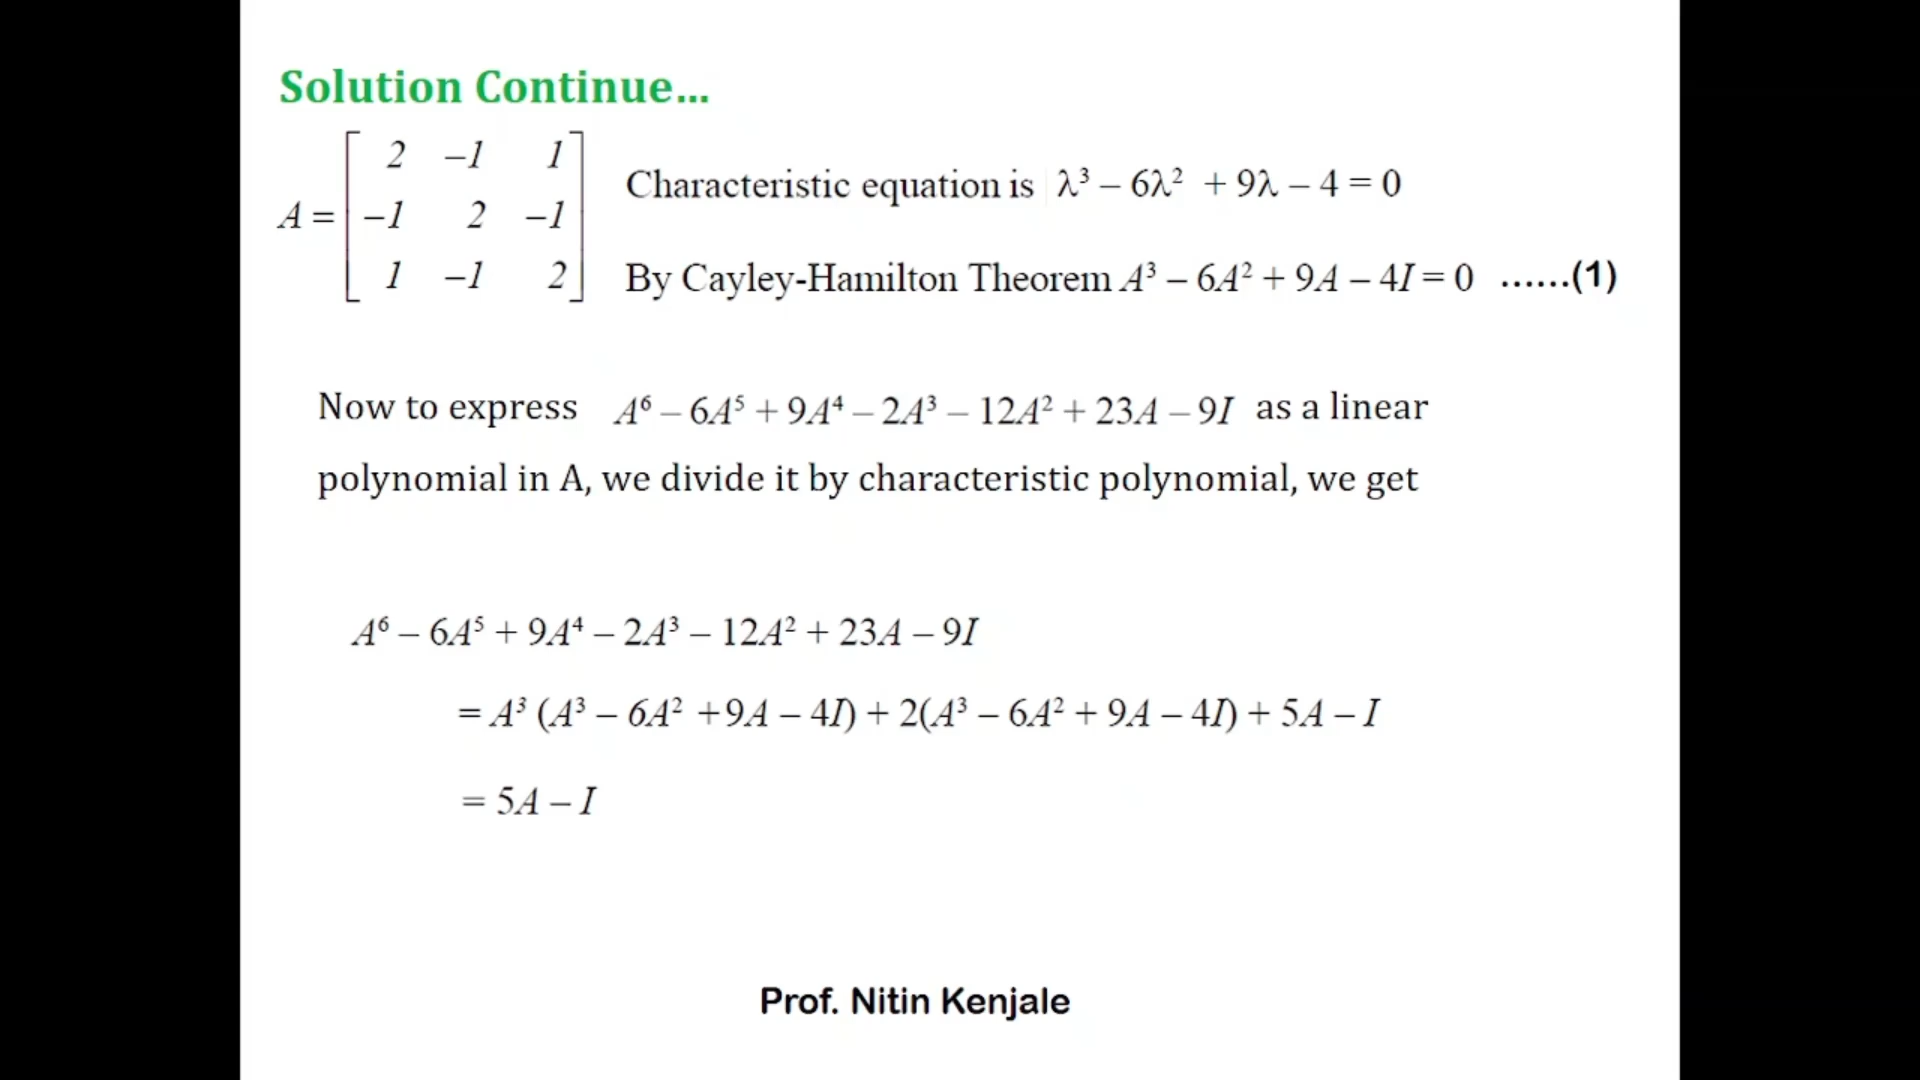 Solution Continue...
A = [ 2 –1 1
–1 2 –1
1 –1 2 ]
Characteristic equation is λ³ – 6λ² + 9λ – 4 = 0
By Cayley-Hamilton Theorem A³ – 6A² + 9A – 4I = 0 ......(1)
Now to express A⁶ – 6A⁵ + 9A⁴ – 2A³ – 12A² + 23A – 9I as a linear
polynomial in A, we divide it by characteristic polynomial, we get
A⁶ – 6A⁵ + 9A⁴ – 2A³ – 12A² + 23A – 9I
= A³ (A³ – 6A² +9A – 4I) + 2(A³ – 6A² + 9A – 4I) + 5A – I
= 5A – I
Prof. Nitin Kenjale